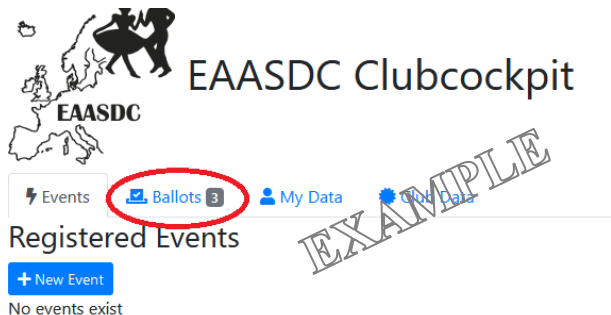 EAASDC Clubcockpit
EAASDC
Events Ballots 3 My Data Club Data
EXAMPLE
Registered Events
+ New Event
No events exist